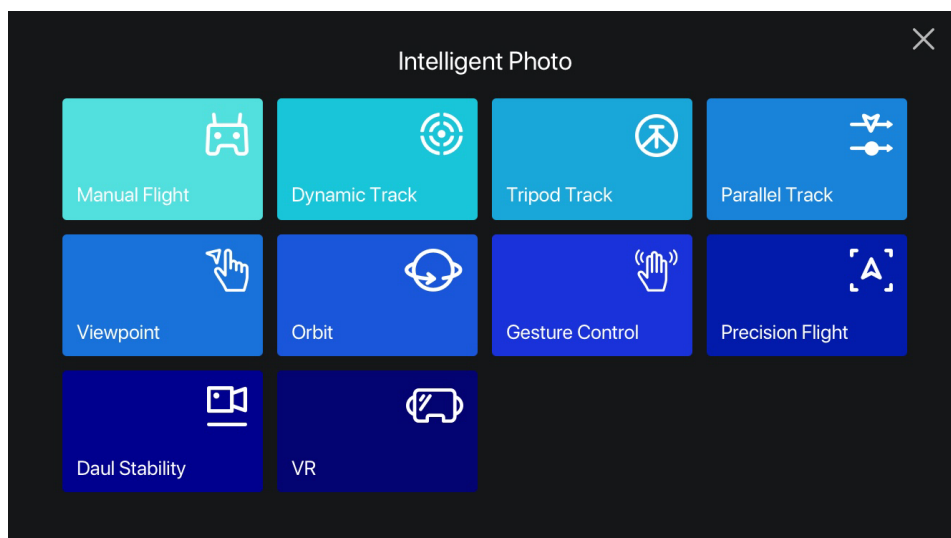 Intelligent Photo
Manual Flight
Dynamic Track
Tripod Track
Parallel Track
Viewpoint
Orbit
Gesture Control
Precision Flight
Daul Stability
VR